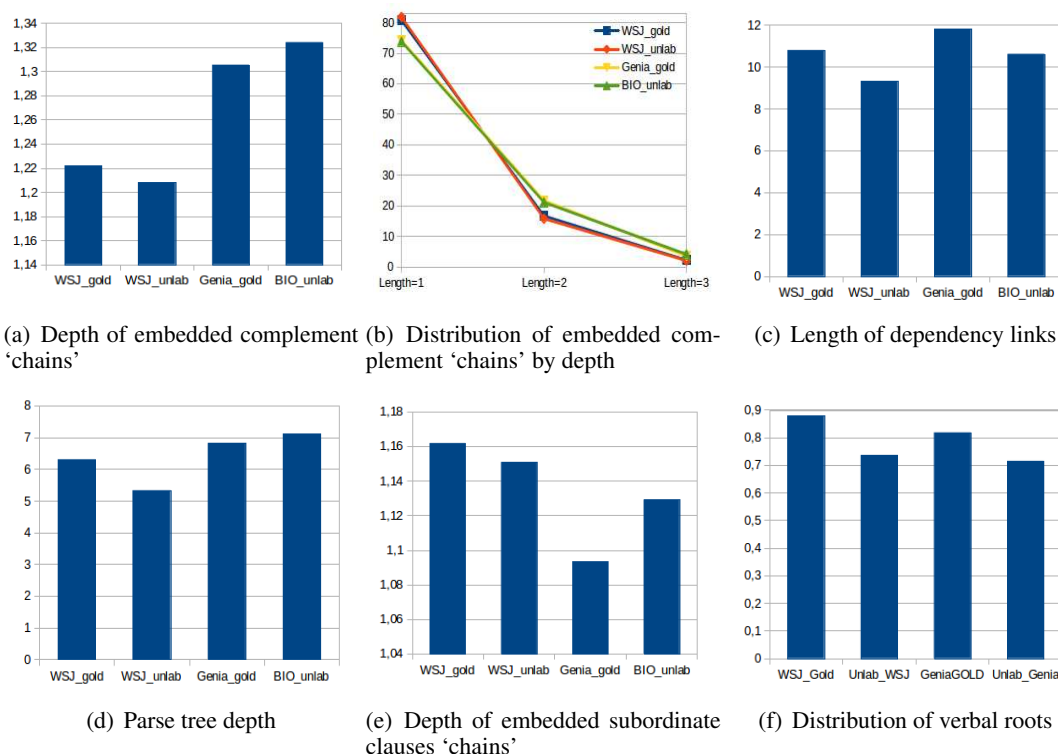 1,34
1,32
1,3
1,28
1,26
1,24
1,22
1,2
1,18
1,16
1,14
WSJ_gold WSJ_unlab Genia_gold BIO_unlab
(a) Depth of embedded complement
‘chains’
80
70
60
50
40
30
20
10
0
WSJ_gold
WSJ_unlab
Genia_gold
BIO_unlab
Length=1 Length=2 Length=3
(b) Distribution of embedded com-
plement ‘chains’ by depth
12
10
8
6
4
2
0
WSJ_gold WSJ_unlab Genia_gold BIO_unlab
(c) Length of dependency links
8
7
6
5
4
3
2
1
0
WSJ_gold WSJ_unlab Genia_gold BIO_unlab
(d) Parse tree depth
1,18
1,16
1,14
1,12
1,1
1,08
1,06
1,04
WSJ_gold WSJ_unlab Genia_gold BIO_unlab
(e) Depth of embedded subordinate
clauses ‘chains’
0,9
0,8
0,7
0,6
0,5
0,4
0,3
0,2
0,1
0
WSJ_Gold Unlab_WSJ GeniaGOLD Unlab_Genia
(f) Distribution of verbal roots